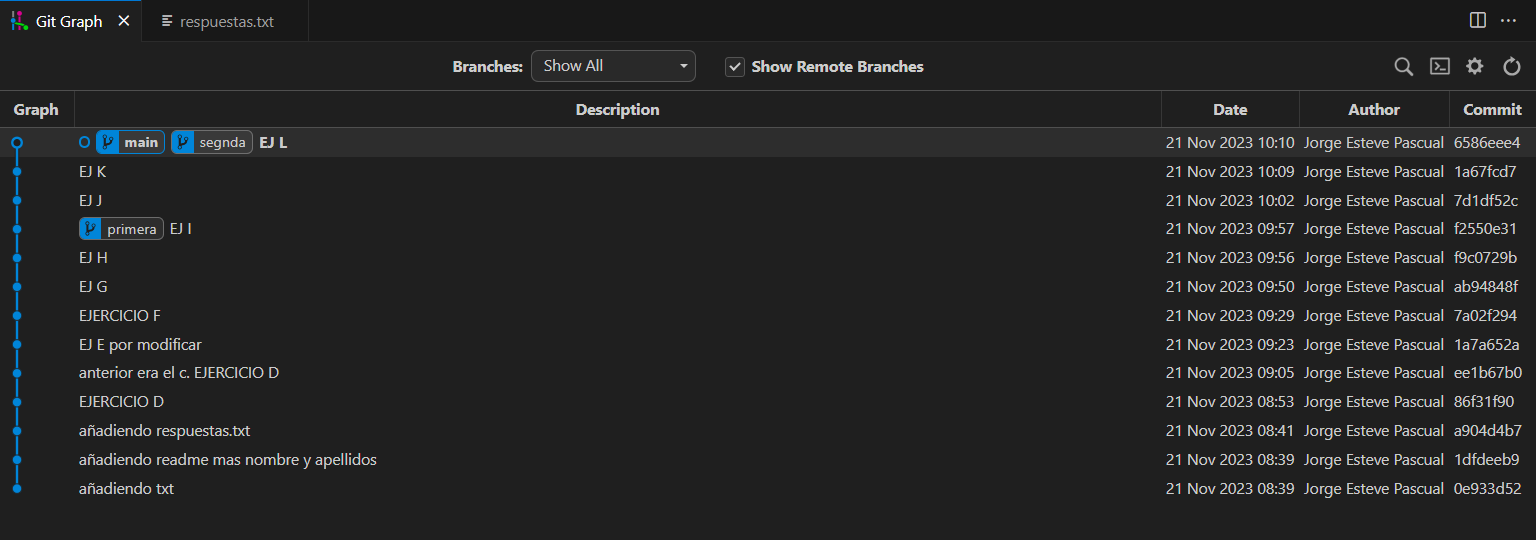 Git Graph respuestas.txt
Branches: Show All Show Remote Branches
Graph Description Date Author Commit
main segnda EJ L 21 Nov 2023 10:10 Jorge Esteve Pascual 6586eee4
EJ K 21 Nov 2023 10:09 Jorge Esteve Pascual 1a67fcd7
EJ J 21 Nov 2023 10:02 Jorge Esteve Pascual 7d1df52c
primera EJ I 21 Nov 2023 09:57 Jorge Esteve Pascual f2550e31
EJ H 21 Nov 2023 09:56 Jorge Esteve Pascual f9c0729b
EJ G 21 Nov 2023 09:50 Jorge Esteve Pascual ab94848f
EJERCICIO F 21 Nov 2023 09:29 Jorge Esteve Pascual 7a02f294
EJ E por modificar 21 Nov 2023 09:23 Jorge Esteve Pascual 1a7a652a
anterior era el c. EJERCICIO D 21 Nov 2023 09:05 Jorge Esteve Pascual ee1b67b0
EJERCICIO D 21 Nov 2023 08:53 Jorge Esteve Pascual 86f31f90
añadiendo respuestas.txt 21 Nov 2023 08:41 Jorge Esteve Pascual a904d4b7
añadiendo readme mas nombre y apellidos 21 Nov 2023 08:39 Jorge Esteve Pascual 1dfdeeb9
añadiendo txt 21 Nov 2023 08:39 Jorge Esteve Pascual 0e933d52